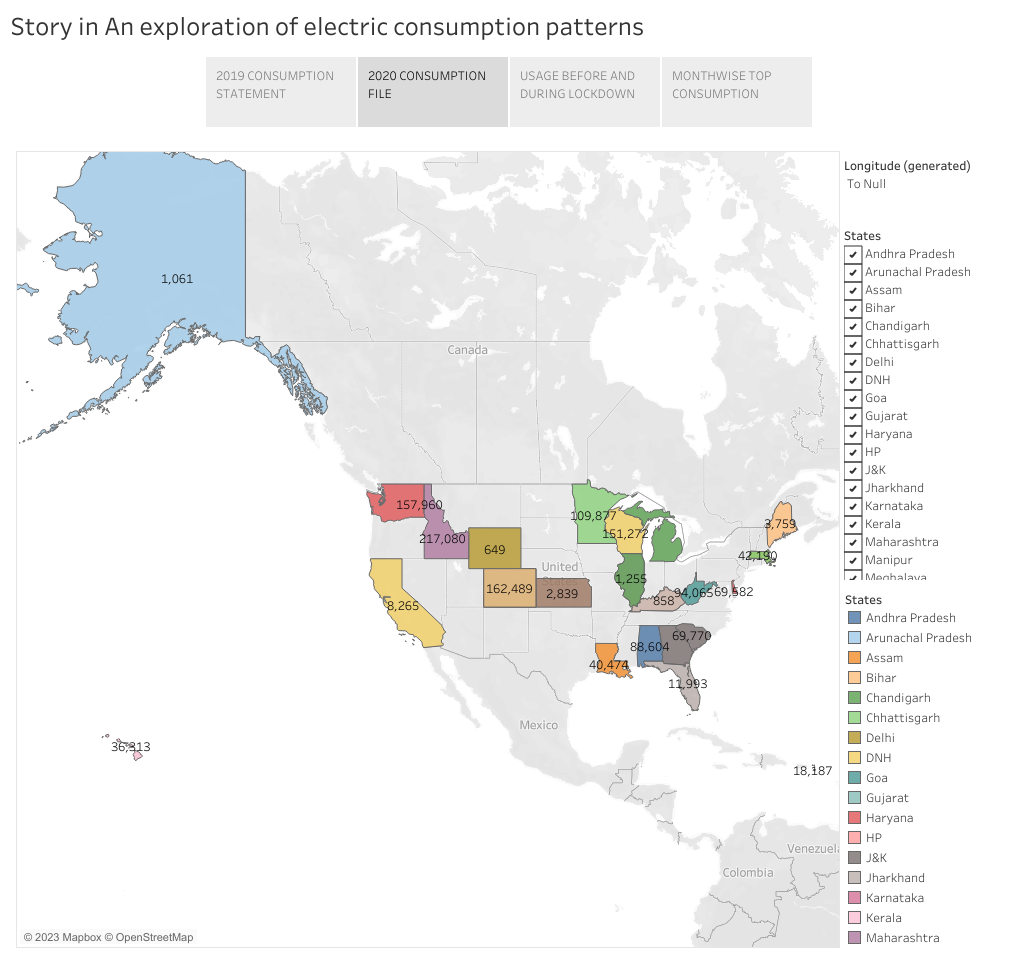 Story in An exploration of electric consumption patterns
2019 CONSUMPTION
STATEMENT
2020 CONSUMPTION
FILE
USAGE BEFORE AND
DURING LOCKDOWN
MONTHWISE TOP
CONSUMPTION
1,061
Canada
157,960
217,080
649
162,489
2,839
United
States
8,265
109,877
151,272
1,255
858
94,065
69,582
42,190
3,759
88,604
69,770
40,474
11,993
Mexico
36,313
18,187
Venezuela
Colombia
© 2023 Mapbox © OpenStreetMap
Longitude (generated)
To Null
States
Andhra Pradesh
Arunachal Pradesh
Assam
Bihar
Chandigarh
Chhattisgarh
Delhi
DNH
Goa
Gujarat
Haryana
HP
J&K
Jharkhand
Karnataka
Kerala
Maharashtra
Manipur
Meghalaya
States
Andhra Pradesh
Arunachal Pradesh
Assam
Bihar
Chandigarh
Chhattisgarh
Delhi
DNH
Goa
Gujarat
Haryana
HP
J&K
Jharkhand
Karnataka
Kerala
Maharashtra